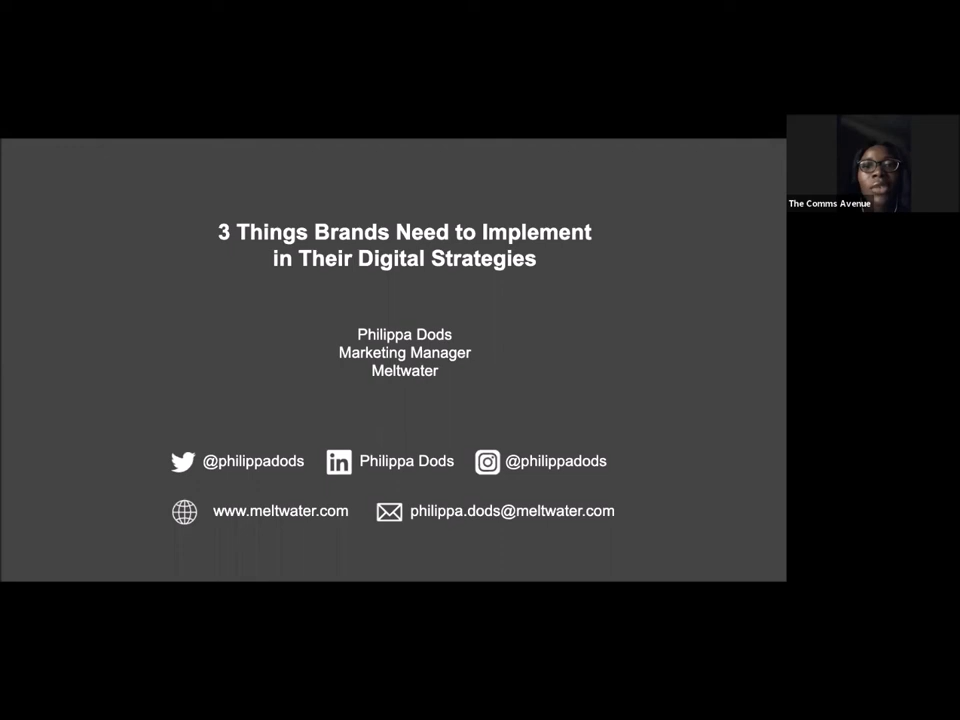 3 Things Brands Need to Implement
in Their Digital Strategies
The Comms Avenue
Philippa Dods
Marketing Manager
Meltwater
@philippadods
Philippa Dods
@philippadods
www.meltwater.com
philippa.dods@meltwater.com